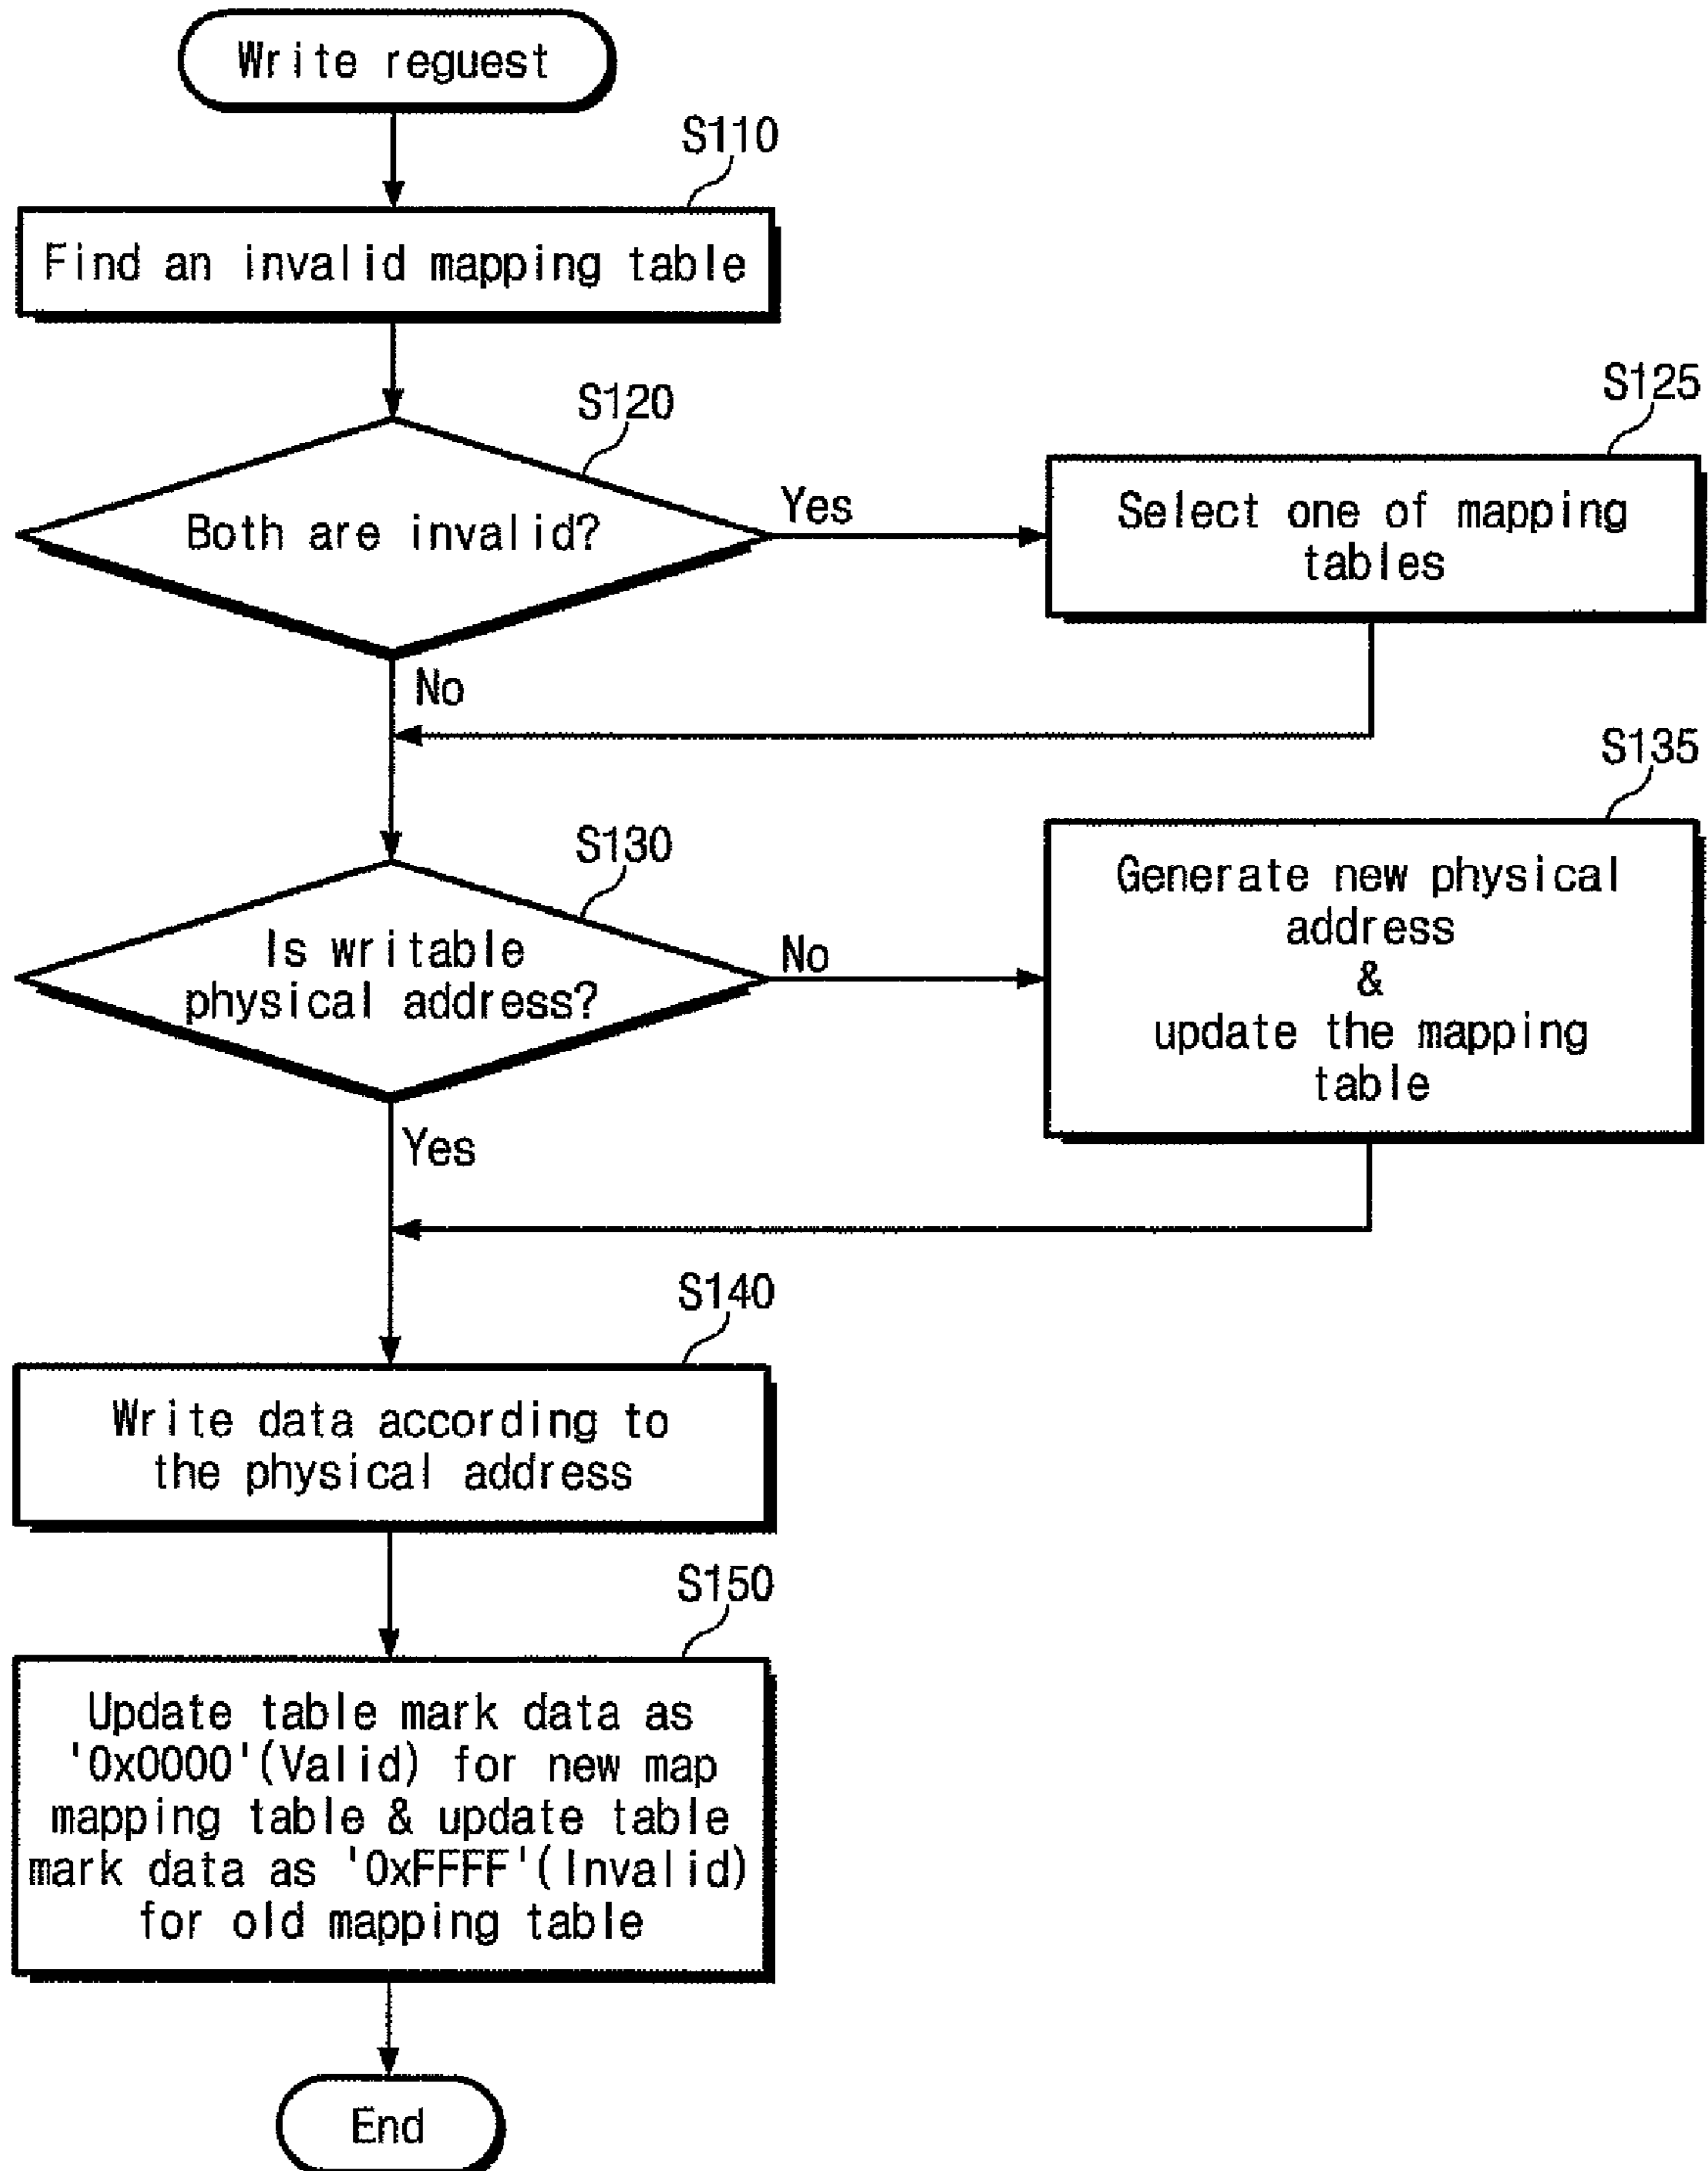 Write reguest
S110
Find an invalid mapping table
S120
Both are invalid?
Yes
S125
Select one of mapping
tables
No
S130
Is writable
physical address?
No
S135
Generate new physical
address
&
update the mapping
table
Yes
S140
Write data according to
the physical address
S150
Update table mark data as
'0x0000'(Valid) for new map
mapping table & update table
mark data as '0xFFFF'(Invalid)
for old mapping table
End